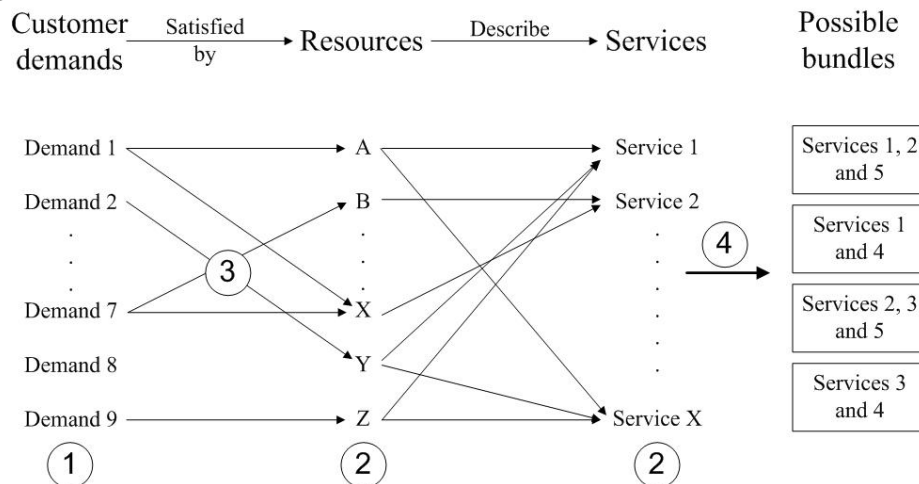 Customer demands
Satisfied by
Resources
Describe
Services
Possible bundles
Demand 1
A
Service 1
Services 1, 2
and 5
Demand 2
B
Service 2
.
.
.
.
.
.
.
.
.
.
.
3
4
Services 1
and 4
Demand 7
X
Services 2, 3
and 5
Demand 8
Y
Demand 9
Z
Service X
Services 3
and 4
1
2
2